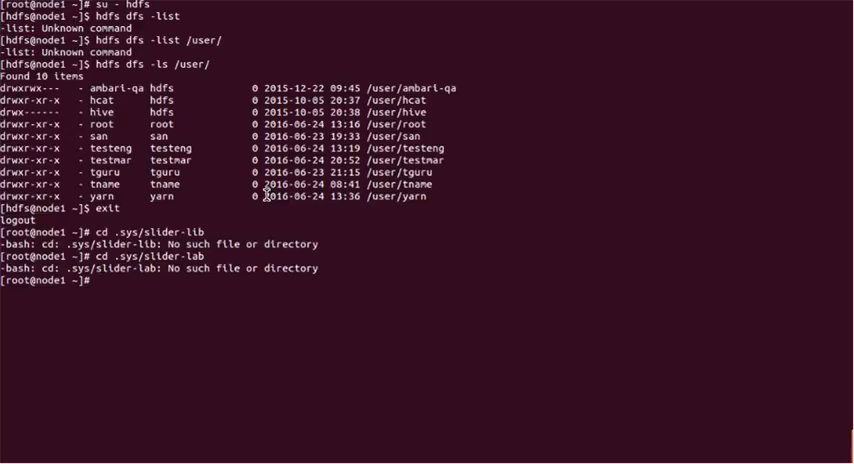 [root@node1 ~]# su - hdfs
[hdfs@node1 ~]$ hdfs dfs -list
-list: Unknown command
[hdfs@node1 ~]$ hdfs dfs -list /user/
-list: Unknown command
[hdfs@node1 ~]$ hdfs dfs -ls /user/
Found 10 items
drwxrwx--- - ambari-qa hdfs 0 2015-12-22 09:45 /user/ambari-qa
drwxr-xr-x - hcat hdfs 0 2015-10-05 20:37 /user/hcat
drwx------ - hive hdfs 0 2015-10-05 20:38 /user/hive
drwxr-xr-x - root root 0 2016-06-24 13:16 /user/root
drwxr-xr-x - san san 0 2016-06-23 19:33 /user/san
drwxr-xr-x - testeng testeng 0 2016-06-24 13:19 /user/testeng
drwxr-xr-x - testmar testmar 0 2016-06-24 20:52 /user/testmar
drwxr-xr-x - tguru tguru 0 2016-06-23 21:15 /user/tguru
drwxr-xr-x - tname tname 0 2016-06-24 08:41 /user/tname
drwxr-xr-x - yarn yarn 0 2016-06-24 13:36 /user/yarn
[hdfs@node1 ~]$ exit
logout
[root@node1 ~]# cd .sys/slider-lib
-bash: cd: .sys/slider-lib: No such file or directory
[root@node1 ~]# cd .sys/slider-lab
-bash: cd: .sys/slider-lab: No such file or directory
[root@node1 ~]#